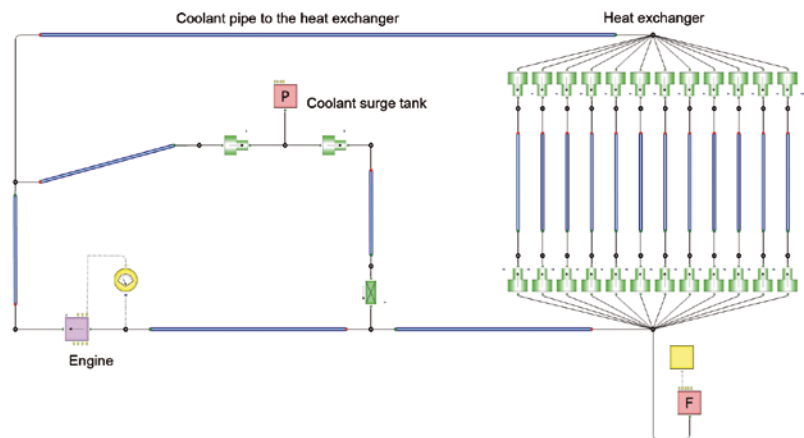 Coolant pipe to the heat exchanger
Heat exchanger
P
Coolant surge tank
Engine
F